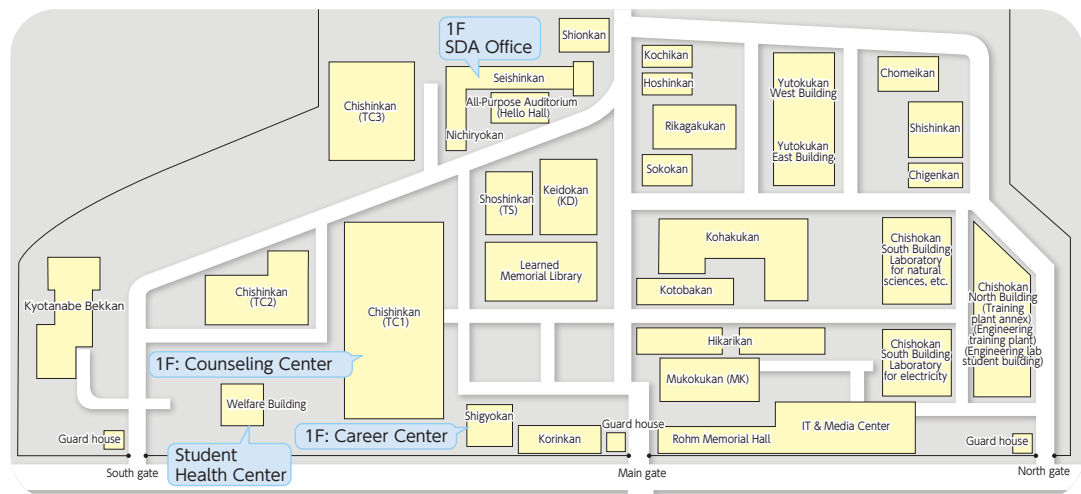 1F
SDA Office
Shionkan
Seishinkan
All-Purpose Auditorium
(Hello Hall)
Nichiryokan
Chishinkan
(TC3)
Kochikan
Hoshinkan
Rikagakukan
Sokokan
Yutokukan
West Building
Yutokukan
East Building
Chomeikan
Shishinkan
Chigenkan
Shoshinkan
(TS)
Keidokan
(KD)
Learned
Memorial Library
Kyotanabe Bekkan
Chishinkan
(TC2)
Chishinkan
(TC1)
Kohakukan
Kotobakan
Hikarikan
Mukokukan (MK)
Chishokan
South Building
Laboratory
for natural
sciences, etc.
Chishokan
South Building
Laboratory
for electricity
Chishokan
North Building
(Training
plant annex)
(Engineering
training plant)
(Engineering lab
student building)
1F: Counseling Center
Welfare Building
Student
Health Center
1F: Career Center
Shigyokan
Korinkan
Guard house
Rohm Memorial Hall
IT & Media Center
Guard house
Guard house
South gate
Main gate
North gate